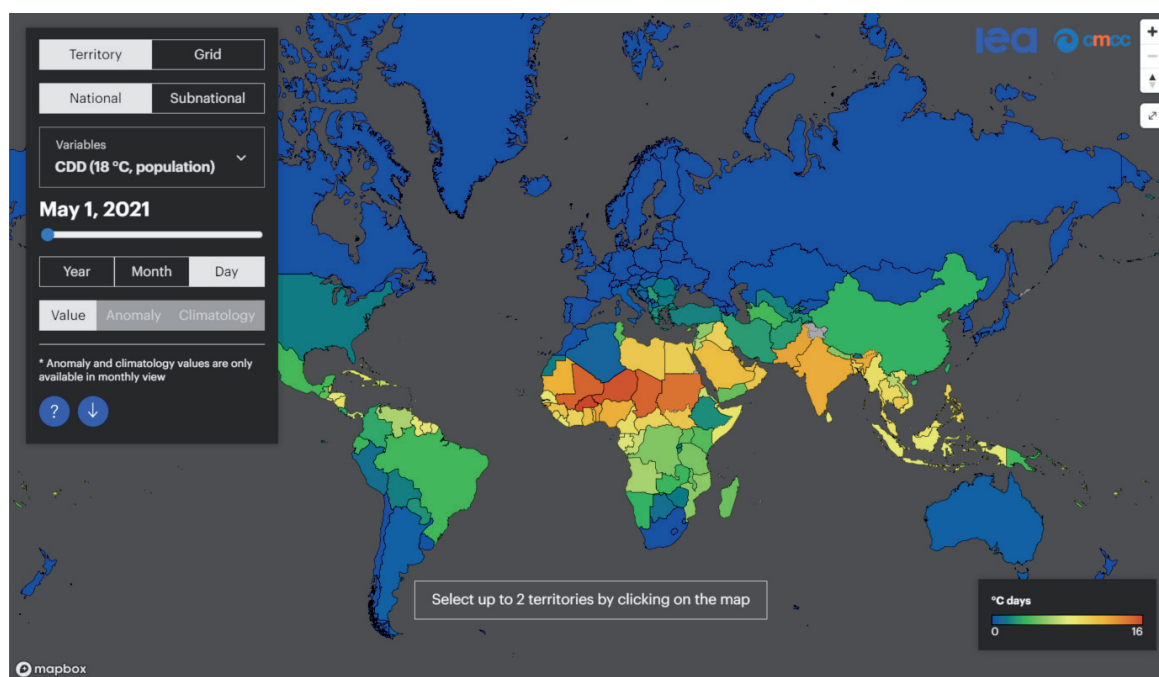 Territory Grid
National Subnational
Variables
CDD (18 °C, population)
May 1, 2021
Year Month Day
Value Anomaly Climatology
* Anomaly and climatology values are only
available in monthly view
?
iea cmcc
+
−
Select up to 2 territories by clicking on the map
°C days
0 16
mapbox